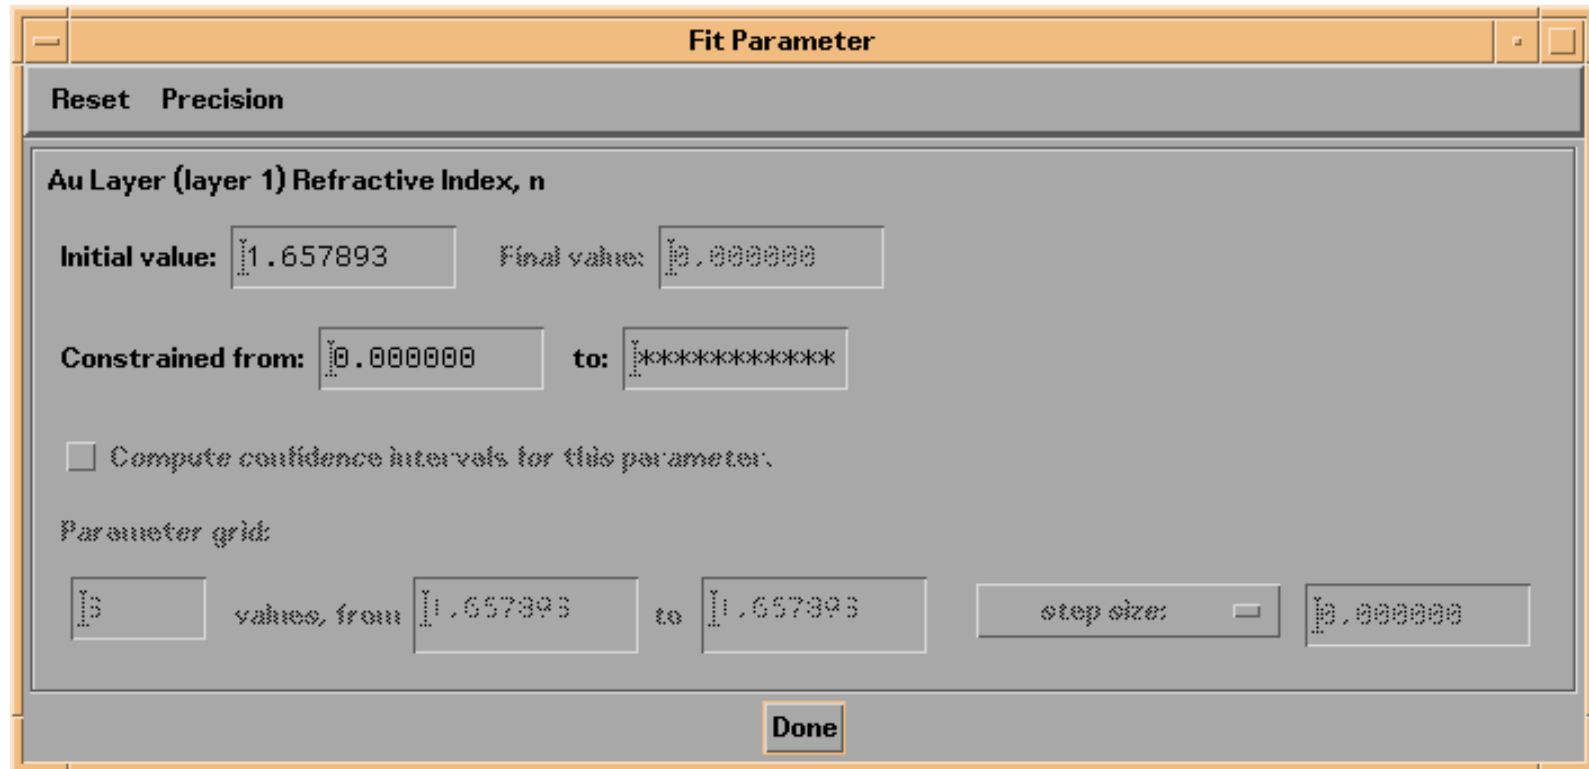 Fit Parameter
Reset Precision
Au Layer (layer 1) Refractive Index, n
Initial value: 1.657893 Final value: 0.000000
Constrained from: 0.000000 to: ***********
Compute confidence intervals for this parameter.
Parameter grid:
3 values, from 1.657893 to 1.657893 step size: 0.000000
Done